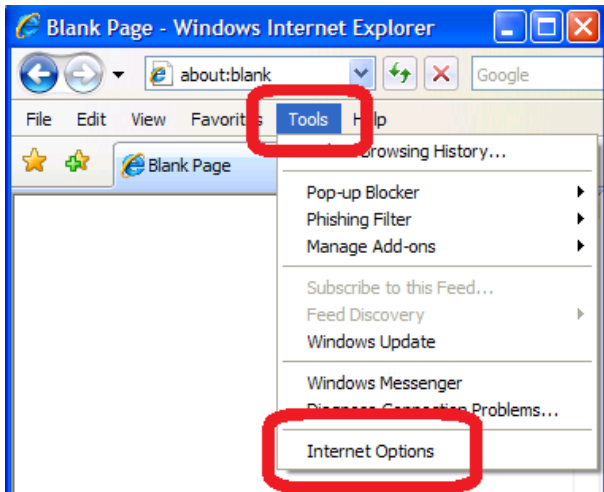 Blank Page - Windows Internet Explorer
about:blank
Google
File Edit View Favorites Tools Help
Browsing History...
Blank Page
Pop-up Blocker
Phishing Filter
Manage Add-ons
Subscribe to this Feed...
Feed Discovery
Windows Update
Windows Messenger
Diagnose Connection Problems...
Internet Options